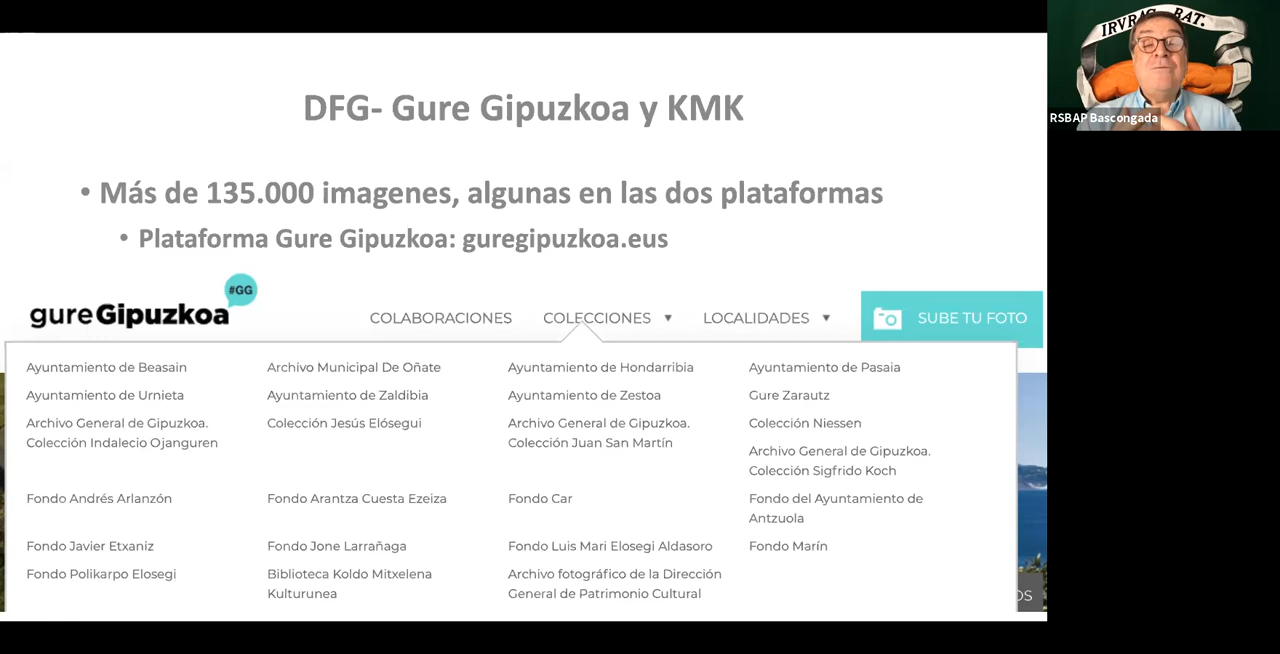 DFG- Gure Gipuzkoa y KMK
• Más de 135.000 imagenes, algunas en las dos plataformas
• Plataforma Gure Gipuzkoa: guregipuzkoa.eus
#GG
gureGipuzkoa
COLABORACIONES
COLECCIONES ▼
LOCALIDADES ▼
SUBE TU FOTO
Ayuntamiento de Beasain
Archivo Municipal De Oñate
Ayuntamiento de Hondarribia
Ayuntamiento de Pasaia
Ayuntamiento de Urnieta
Ayuntamiento de Zaldibia
Ayuntamiento de Zestoa
Gure Zarautz
Archivo General de Gipuzkoa.
Colección Indalecio Ojanguren
Colección Jesús Elósegui
Archivo General de Gipuzkoa.
Colección Juan San Martín
Colección Niessen
Archivo General de Gipuzkoa.
Colección Sigfrido Koch
Fondo Andrés Arlanzón
Fondo Arantza Cuesta Ezeiza
Fondo Car
Fondo del Ayuntamiento de
Antzuola
Fondo Javier Etxaniz
Fondo Jone Larrañaga
Fondo Luis Mari Elosegi Aldasoro
Fondo Marín
Fondo Polikarpo Elosegi
Biblioteca Koldo Mitxelena
Kulturunea
Archivo fotográfico de la Dirección
General de Patrimonio Cultural
OS
IRVRAC BAT.
RSBAP Bascongada